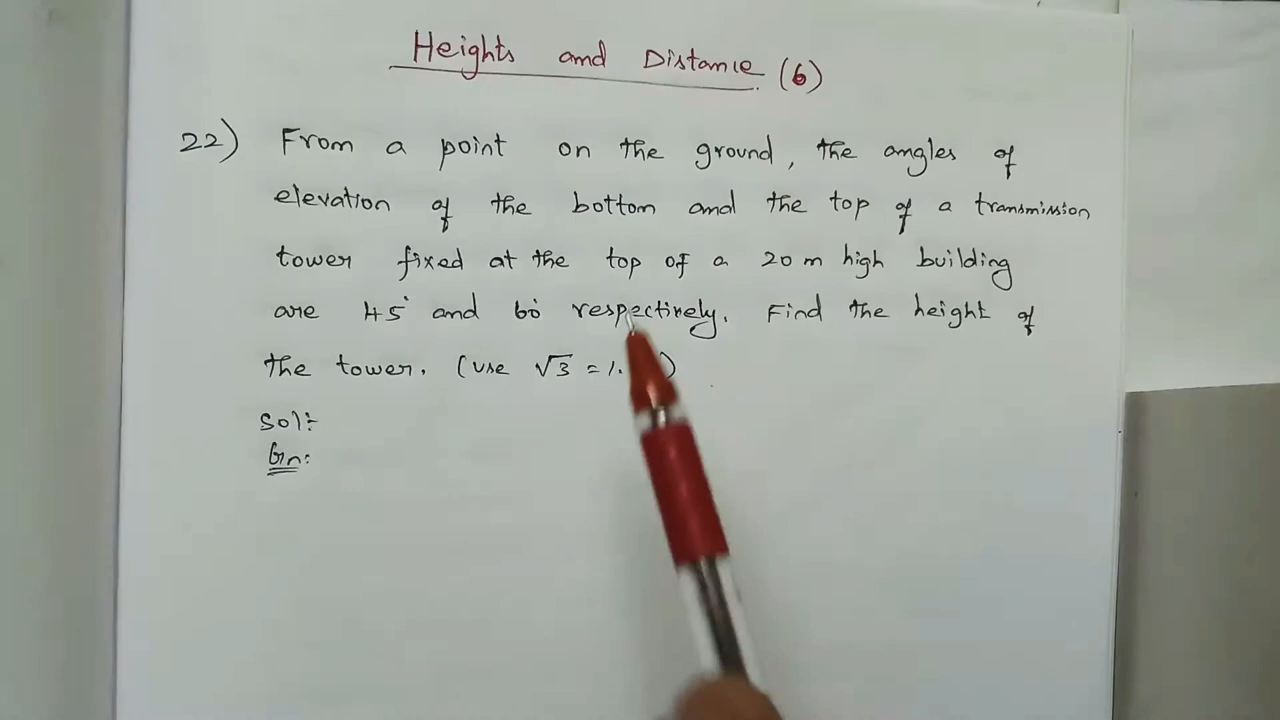 Heights and Distance (6)
22) From a point on the ground, the angles of
elevation of the bottom and the top of a transmission
tower fixed at the top of a 20 m high building
are 45° and 60° respectively. Find the height of
the tower. (use √3 = 1. )
Sol:-
Gn: